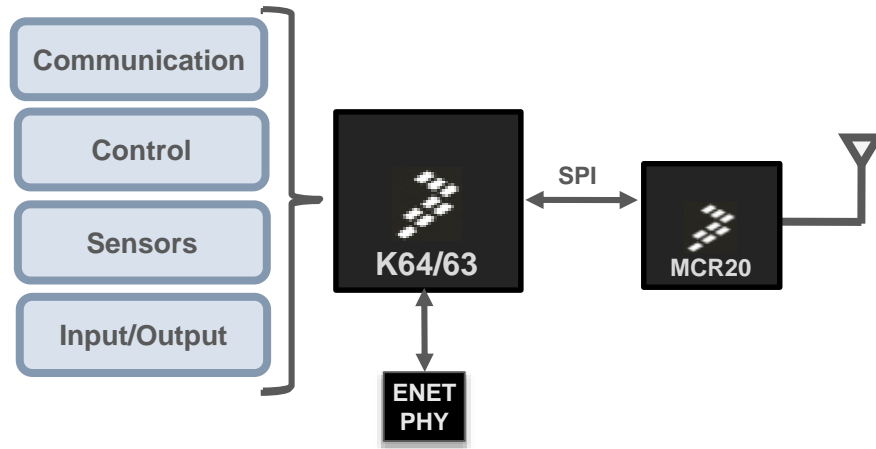 Communication
Control
Sensors
Input/Output
K64/63
SPI
MCR20
ENET
PHY